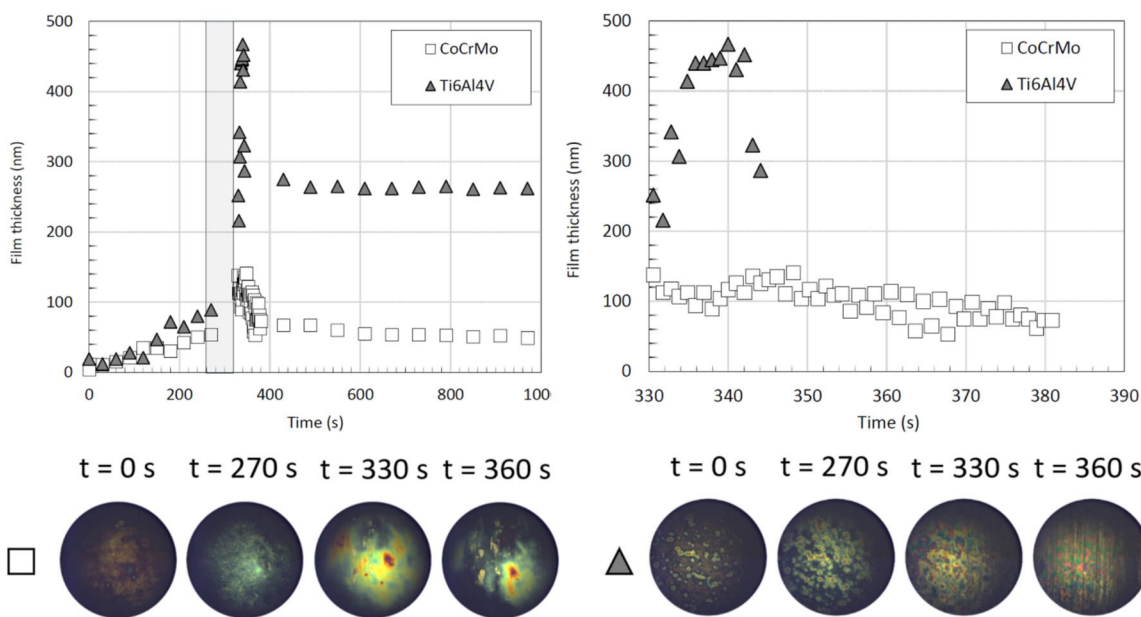 500
400
300
200
100
0
Film thickness (nm)
CoCrMo
Ti6Al4V
0
200
400
600
800
100
Time (s)
500
400
300
200
100
0
Film thickness (nm)
CoCrMo
Ti6Al4V
330
340
350
360
370
380
390
Time (s)
t = 0 s
t = 270 s
t = 330 s
t = 360 s
t = 0 s
t = 270 s
t = 330 s
t = 360 s